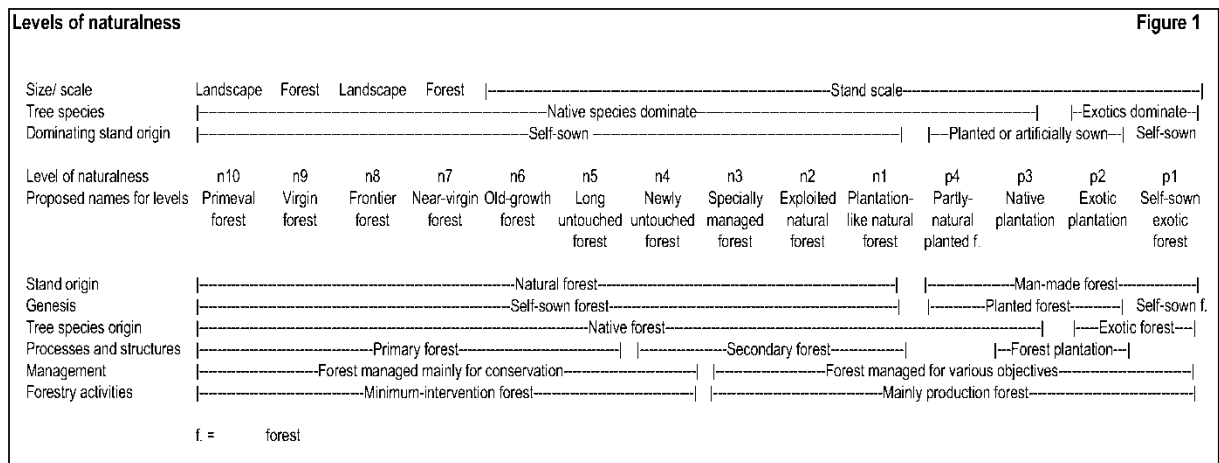 Levels of naturalness Figure 1
Size/ scale Landscape Forest Landscape Forest |---Stand scale---|
Tree species |---Native species dominate---| |--Exotics dominate--|
Dominating stand origin |---Self-sown ---| |--Planted or artificially sown---| Self-sown
Level of naturalness n10 n9 n8 n7 n6 n5 n4 n3 n2 n1 p4 p3 p2 p1
Proposed names for levels Primeval Virgin Frontier Near-virgin Old-growth Long Newly Specially Exploited Plantation- Partly- Native Exotic Self-sown
forest forest forest forest forest untouched untouched managed natural like natural natural plantation plantation exotic
forest forest forest forest forest planted f. forest
Stand origin |---Natural forest---| |---Man-made forest---|
Genesis |---Self-sown forest---| |---Planted forest---| Self-sown f.
Tree species origin |---Native forest---| |---Exotic forest---|
Processes and structures |---Primary forest---| |---Secondary forest---| |--Forest plantation---|
Management |---Forest managed mainly for conservation---| |---Forest managed for various objectives---|
Forestry activities |---Minimum-intervention forest---| |---Mainly production forest---|
f. = forest